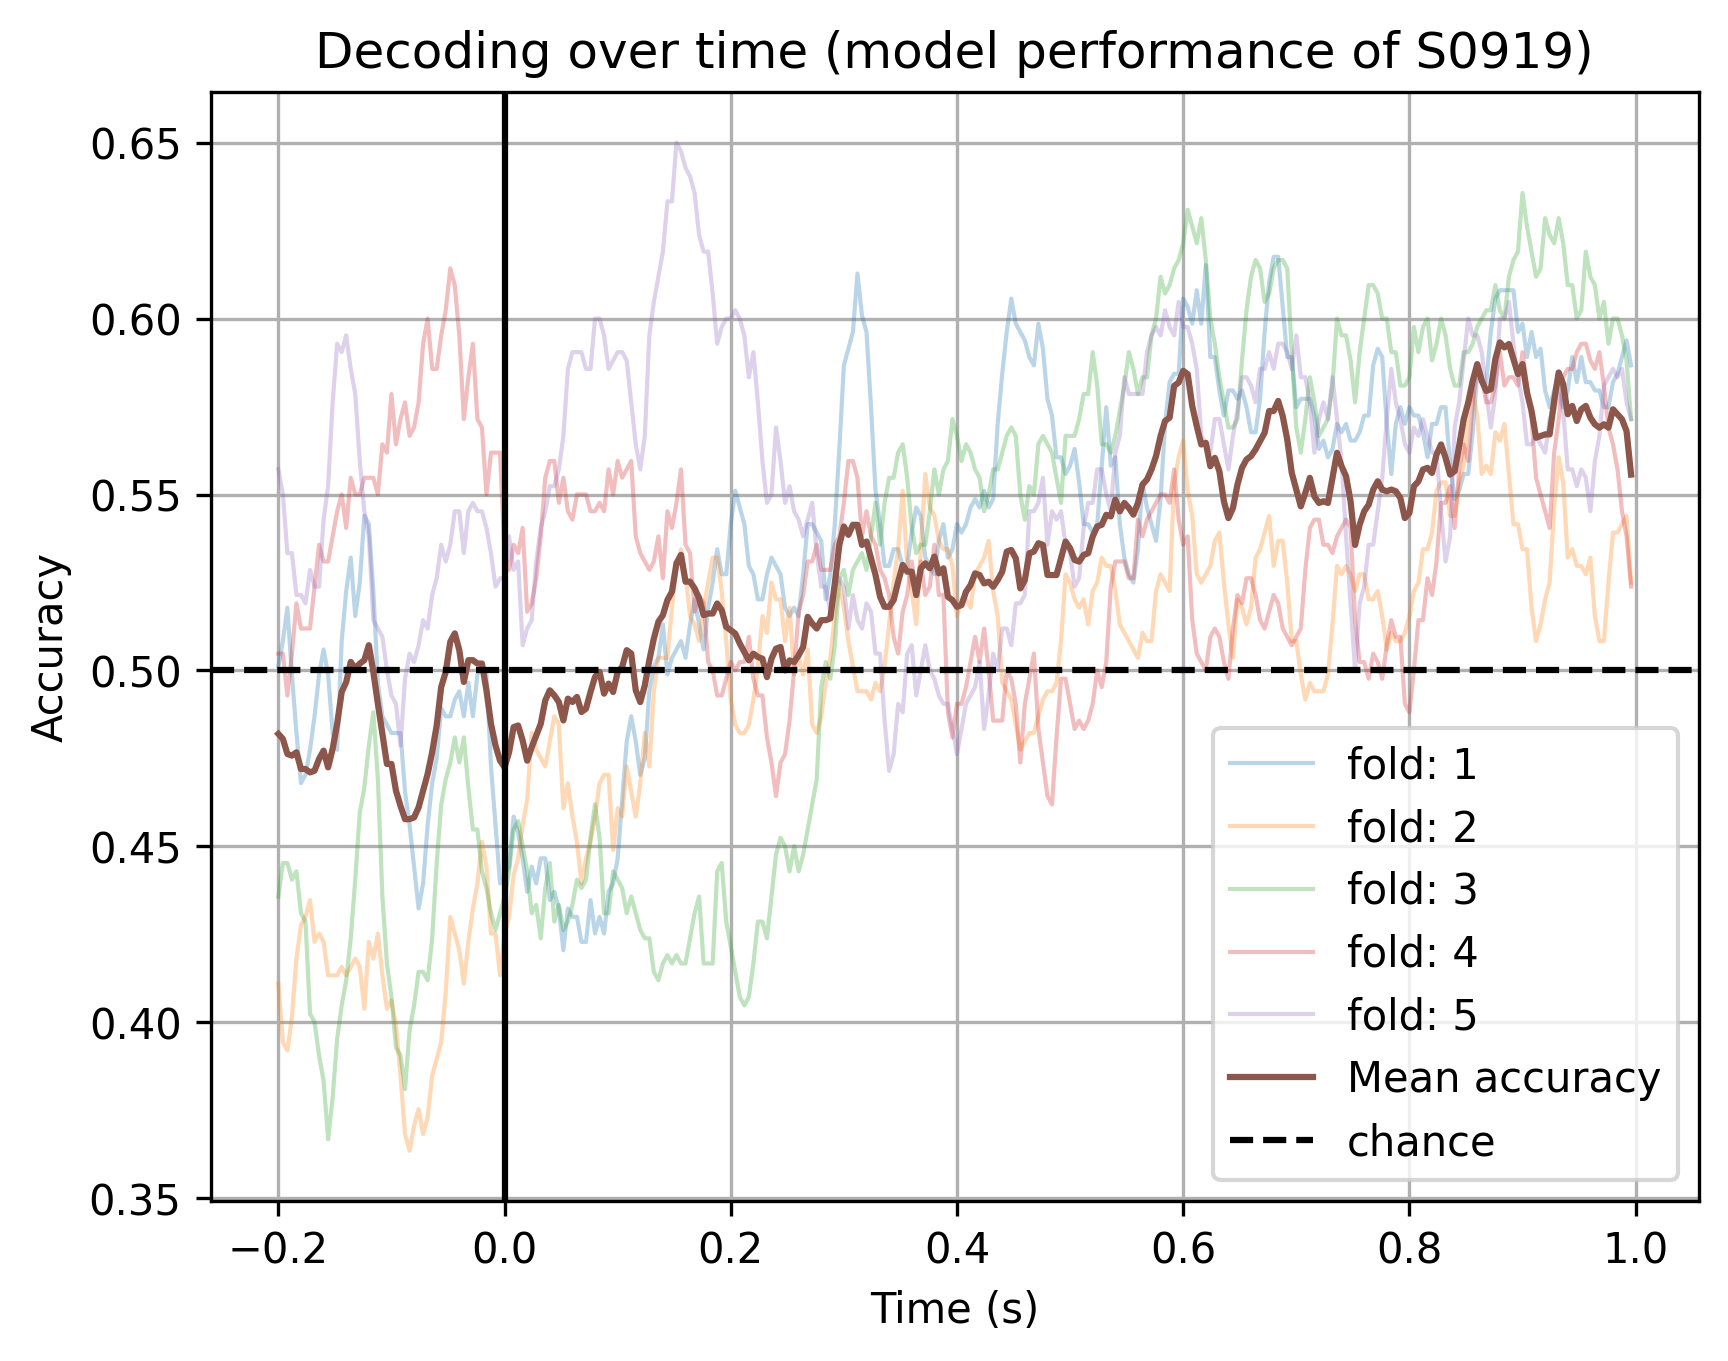 Decoding over time (model performance of S0919)
Accuracy
0.65
0.60
0.55
0.50
0.45
0.40
0.35
−0.2
0.0
0.2
0.4
0.6
0.8
1.0
Time (s)
fold: 1
fold: 2
fold: 3
fold: 4
fold: 5
Mean accuracy
chance